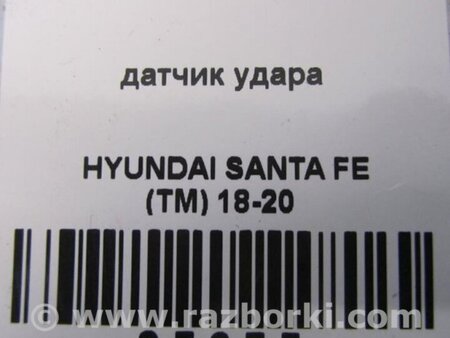 датчик удара
HYUNDAI SANTA FE
(TM) 18-20
© www.razborki.com